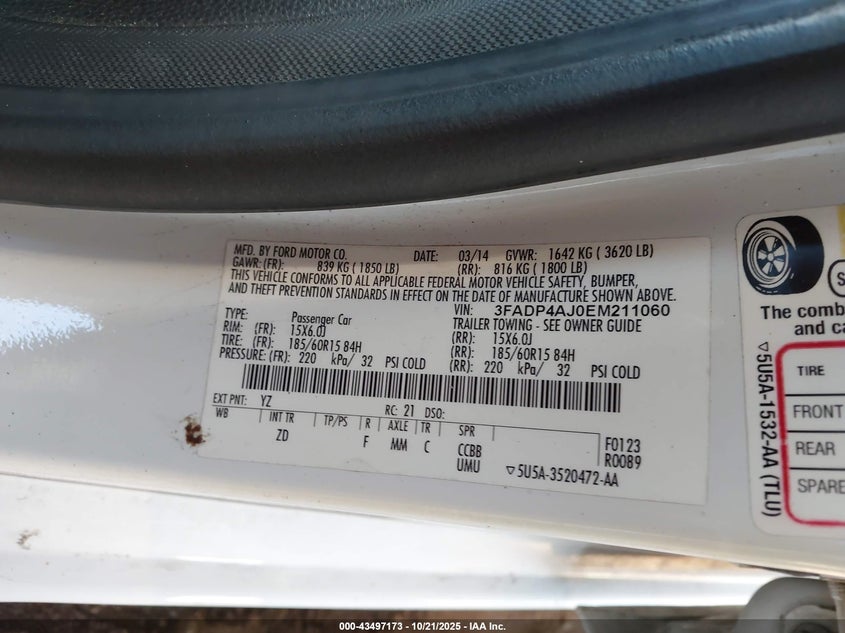 MFD. BY FORD MOTOR CO. DATE: 03/14 GVWR: 1642 KG ( 3620 LB)
GAWR: (FR): 839 KG ( 1850 LB) (RR): 816 KG ( 1800 LB)
THIS VEHICLE CONFORMS TO ALL APPLICABLE FEDERAL MOTOR VEHICLE SAFETY, BUMPER,
AND THEFT PREVENTION STANDARDS IN EFFECT ON THE DATE OF MANUFACTURE SHOWN ABOVE.
VIN: 3FADP4AJ0EM211060
TYPE: Passenger Car TRAILER TOWING - SEE OWNER GUIDE
RIM: (FR): 15X6.0J (RR): 15X6.0J
TIRE: (FR): 185/60R15 84H (RR): 185/60R15 84H
PRESSURE: (FR): 220 kPa/ 32 PSI COLD (RR): 220 kPa/ 32 PSI COLD
EXT PNT: YZ RC: 21 DSO:
WB INT TR TP/PS R AXLE TR SPR F0123
ZD F MM C CCBB R0089
UMU ▽5U5A-3520472-AA
The comb
and ca
TIRE
FRONT
REAR
SPARE
▽5U5A-1532-AA (TLU)
000-43497173 - 10/21/2025 - IAA Inc.